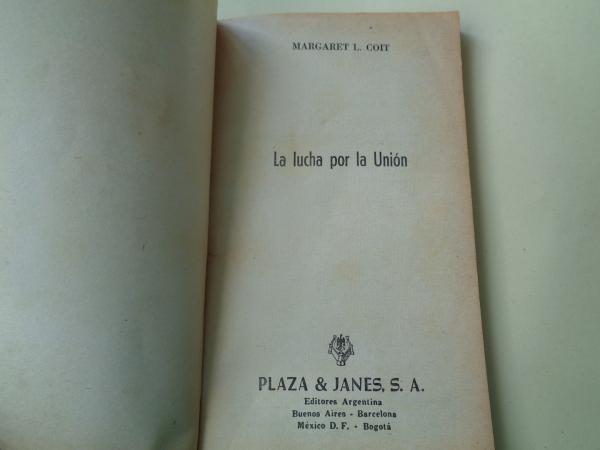 MARGARET L. COIT
La lucha por la Unión
PLAZA & JANES, S. A.
Editores Argentina
Buenos Aires - Barcelona
México D. F. - Bogotá